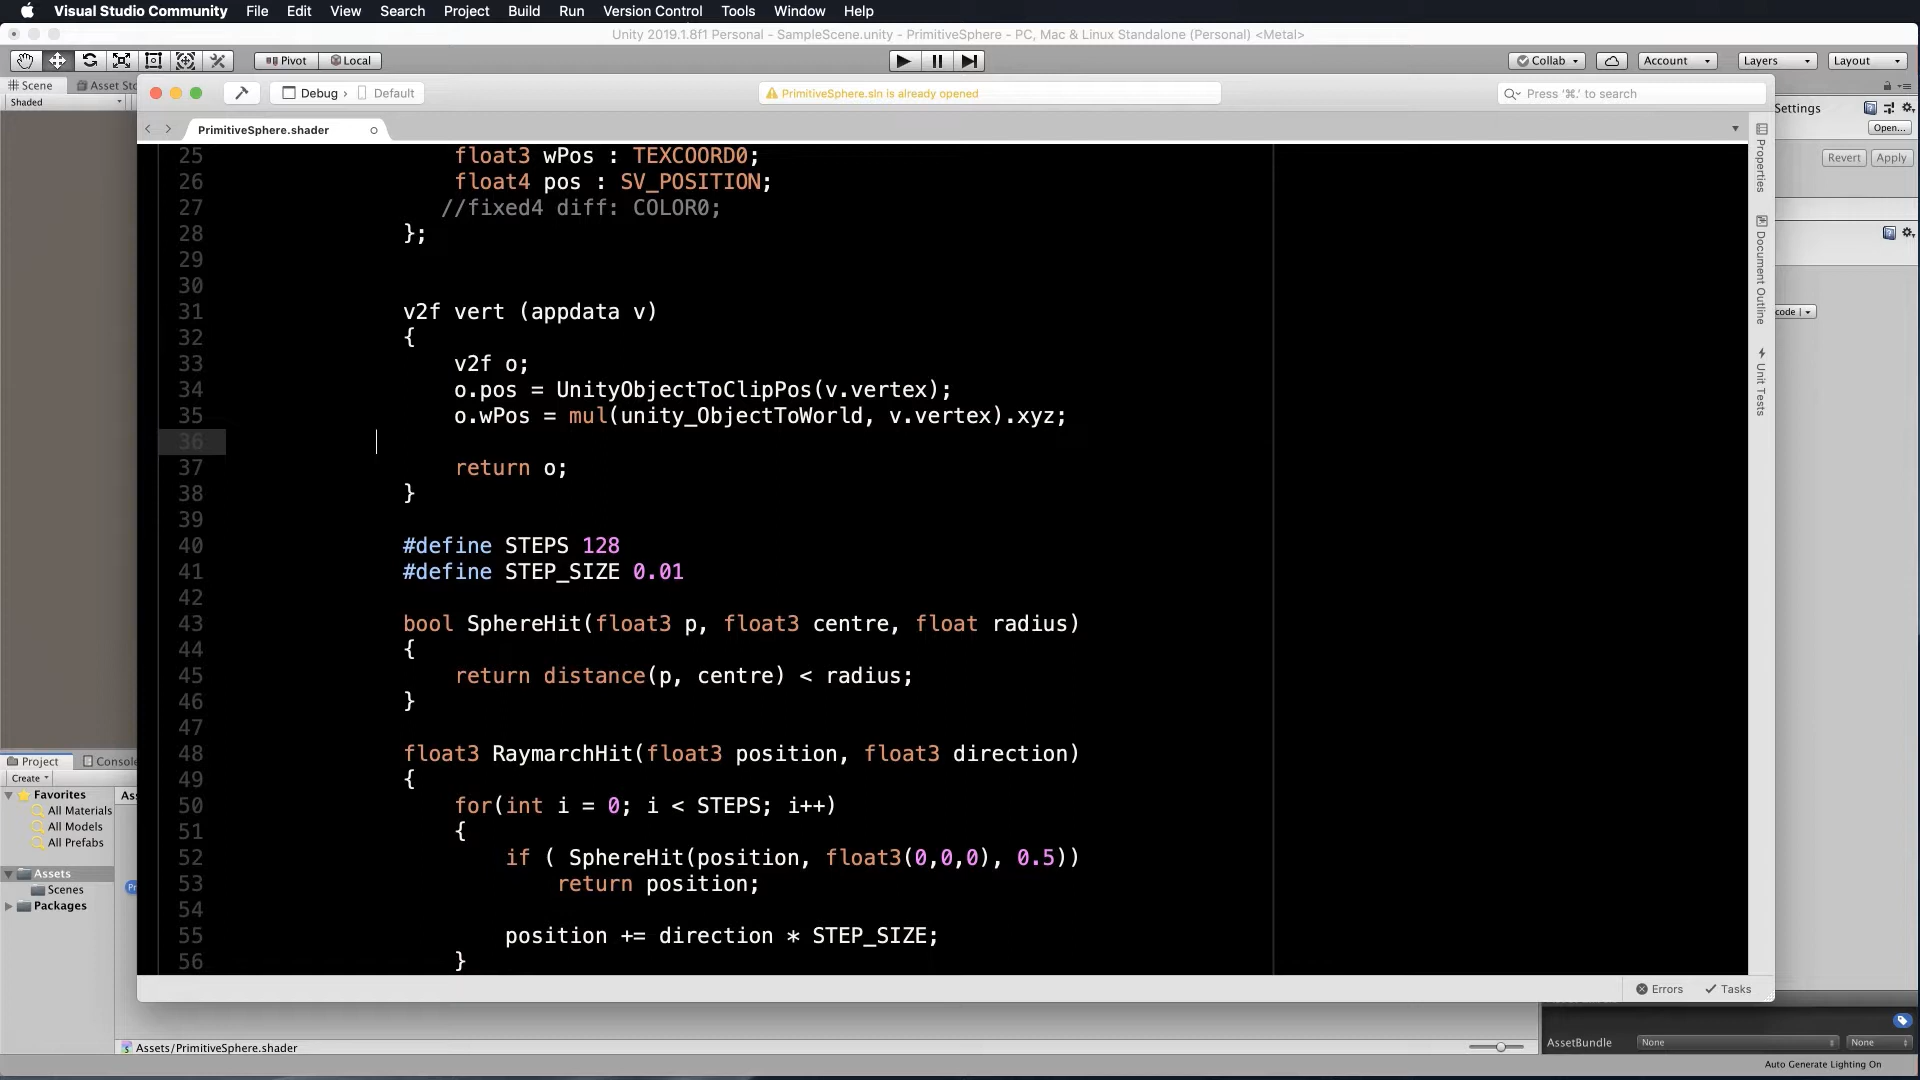 Visual Studio Community File Edit View Search Project Build Run Version Control Tools Window Help
Unity 2019.1.8f1 Personal - SampleScene.unity - PrimitiveSphere - PC, Mac & Linux Standalone (Personal) <Metal>
Pivot Local Collab Account Layers Layout
Scene Asset Sto
Shaded
Debug › Default
PrimitiveSphere.sln is already opened
Press '⌘.' to search
Settings
Open...
Revert Apply
PrimitiveSphere.shader
Properties
Document Outline
Unit Tests
code
25 float3 wPos : TEXCOORD0;
26 float4 pos : SV_POSITION;
27 //fixed4 diff: COLOR0;
28 };
29
30
31 v2f vert (appdata v)
32 {
33 v2f o;
34 o.pos = UnityObjectToClipPos(v.vertex);
35 o.wPos = mul(unity_ObjectToWorld, v.vertex).xyz;
36
37 return o;
38 }
39
40 #define STEPS 128
41 #define STEP_SIZE 0.01
42
43 bool SphereHit(float3 p, float3 centre, float radius)
44 {
45 return distance(p, centre) < radius;
46 }
47
48 float3 RaymarchHit(float3 position, float3 direction)
49 {
50 for(int i = 0; i < STEPS; i++)
51 {
52 if ( SphereHit(position, float3(0,0,0), 0.5))
53 return position;
54
55 position += direction * STEP_SIZE;
56 }
Project Console
Create
Favorites Ass
All Materials
All Models
All Prefabs
Assets
Scenes Pr
Packages
Errors Tasks
Assets/PrimitiveSphere.shader
AssetBundle None None
Auto Generate Lighting On